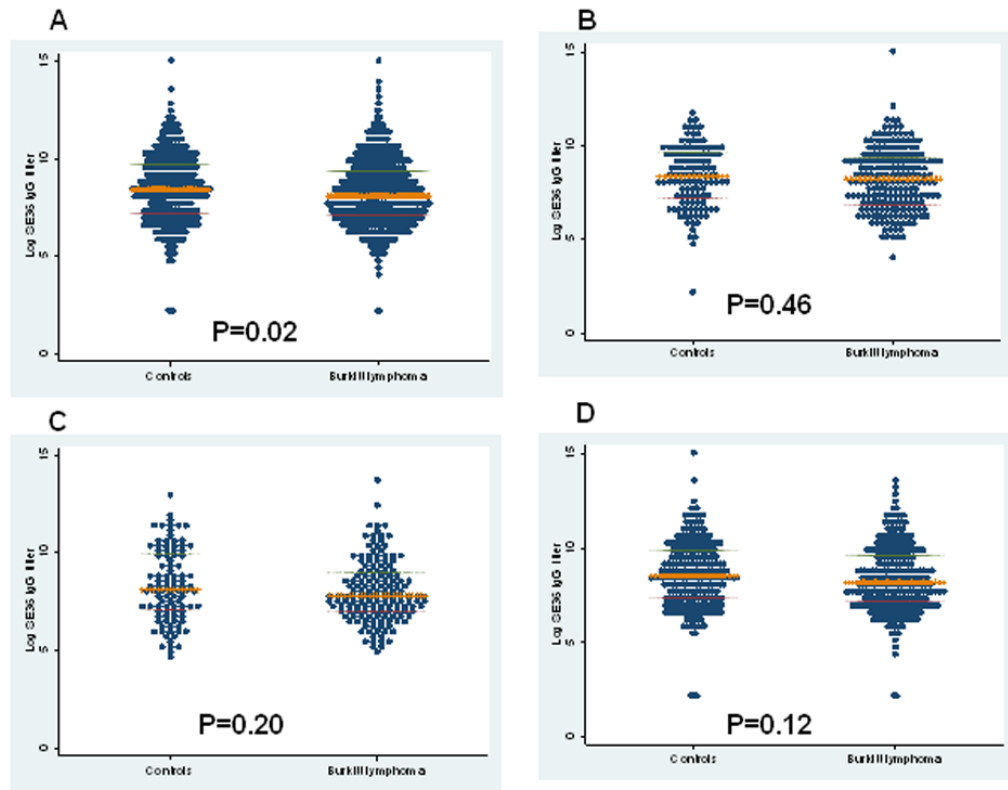 A
15
10
5
0
Log SE36 IgG titer
P=0.02
Controls
Burkitt lymphoma
B
15
10
5
0
Log SE36 IgG titer
P=0.46
Controls
Burkitt lymphoma
C
15
10
5
0
Log SE36 IgG titer
P=0.20
Controls
Burkitt lymphoma
D
15
10
5
0
Log SE36 IgG titer
P=0.12
Controls
Burkitt lymphoma